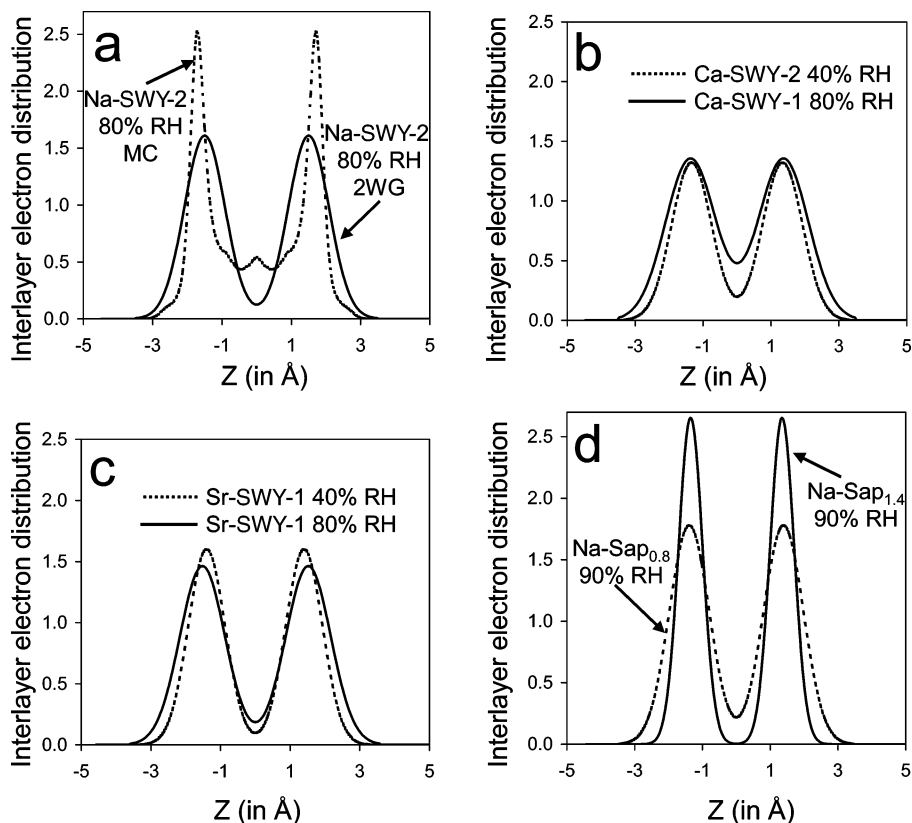 a
Interlayer electron distribution
2.5
2.0
1.5
1.0
0.5
0.0
Na-SWY-2
80% RH
MC
Na-SWY-2
80% RH
2WG
-5 -3 -1 1 3 5
Z (in Å)
b
Interlayer electron distribution
2.5
2.0
1.5
1.0
0.5
0.0
Ca-SWY-2 40% RH
Ca-SWY-1 80% RH
-5 -3 -1 1 3 5
Z (in Å)
c
Interlayer electron distribution
2.5
2.0
1.5
1.0
0.5
0.0
Sr-SWY-1 40% RH
Sr-SWY-1 80% RH
-5 -3 -1 1 3 5
Z (in Å)
d
Interlayer electron distribution
2.5
2.0
1.5
1.0
0.5
0.0
Na-Sap1.4
90% RH
Na-Sap0.8
90% RH
-5 -3 -1 1 3 5
Z (in Å)